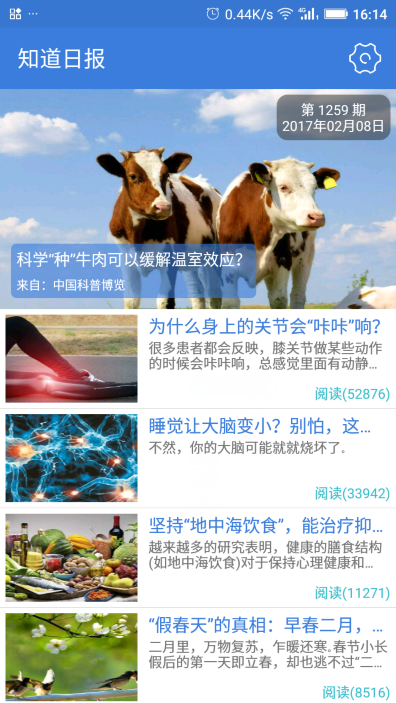 0.44K/s
4G
16:14
知道日报
第 1259 期
2017年02月08日
科学“种”牛肉可以缓解温室效应？
来自：中国科普博览
为什么身上的关节会“咔咔”响？
很多患者都会反映，膝关节做某些动作
的时候会咔咔响，总感觉里面有动静…
阅读(52876)
睡觉让大脑变小？别怕，这…
不然，你的大脑可能就就烧坏了。
阅读(33942)
坚持“地中海饮食”，能治疗抑…
越来越多的研究表明，健康的膳食结构
(如地中海饮食)对于保持心理健康和…
阅读(11271)
“假春天”的真相：早春二月，…
二月里，万物复苏，乍暖还寒。春节小长
假后的第一天即立春，却也逃不过“二…
阅读(8516)